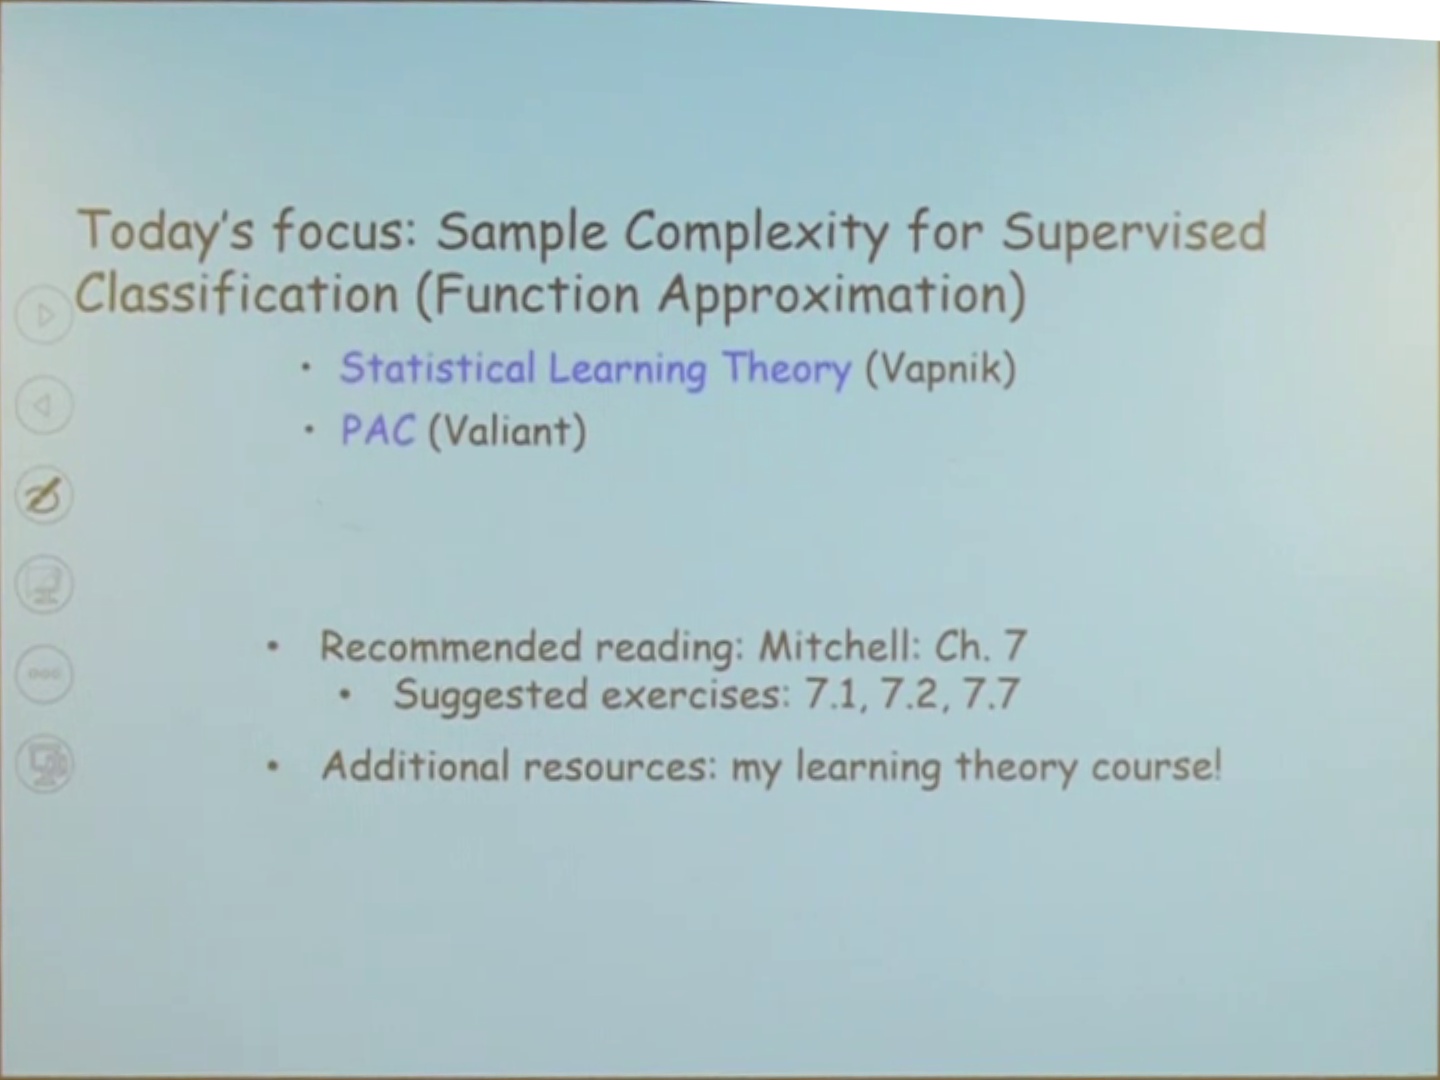 Today's focus: Sample Complexity for Supervised
Classification (Function Approximation)
• Statistical Learning Theory (Vapnik)
• PAC (Valiant)
• Recommended reading: Mitchell: Ch. 7
• Suggested exercises: 7.1, 7.2, 7.7
• Additional resources: my learning theory course!